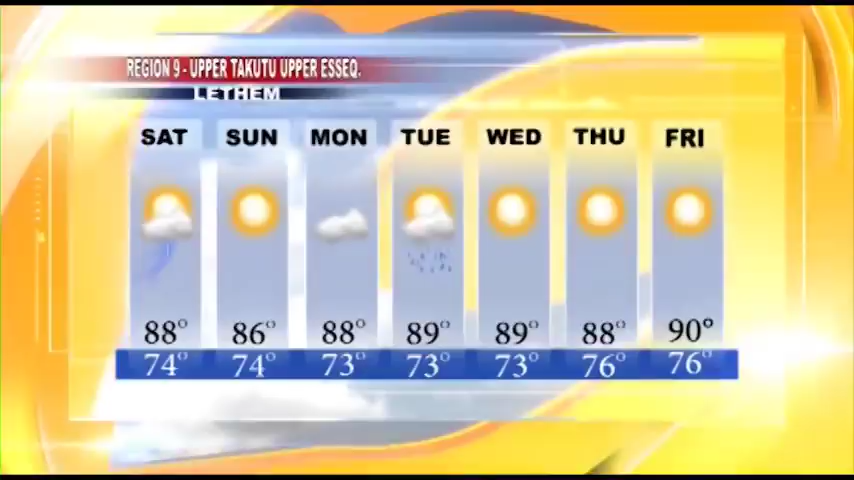 REGION 9 - UPPER TAKUTU UPPER ESSEQ.
LETHEM
SAT SUN MON TUE WED THU FRI
88° 86° 88° 89° 89° 88° 90°
74° 74° 73° 73° 73° 76° 76°